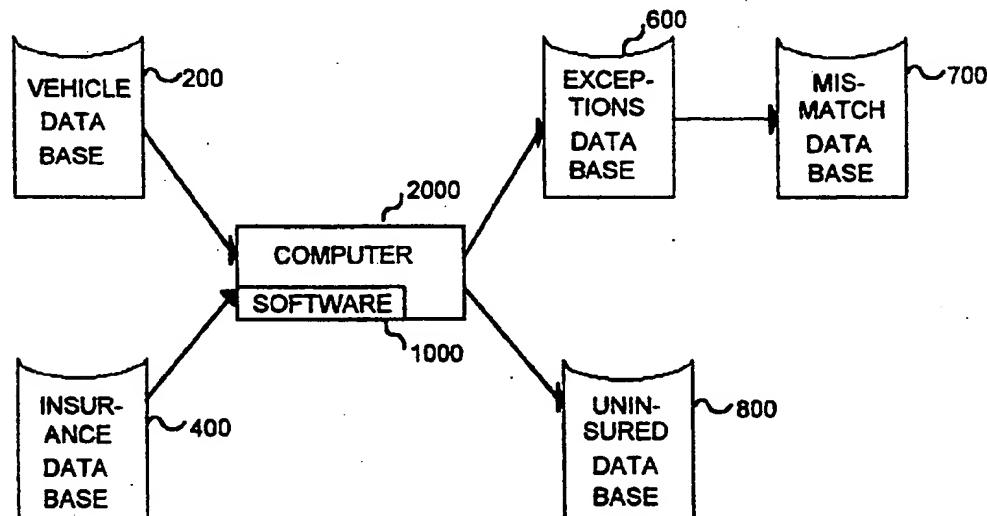 600
VEHICLE
DATA
BASE
200
EXCEP-
TIONS
DATA
BASE
MIS-
MATCH
DATA
BASE
700
2000
COMPUTER
SOFTWARE
1000
INSUR-
ANCE
DATA
BASE
400
UNIN-
SURED
DATA
BASE
800